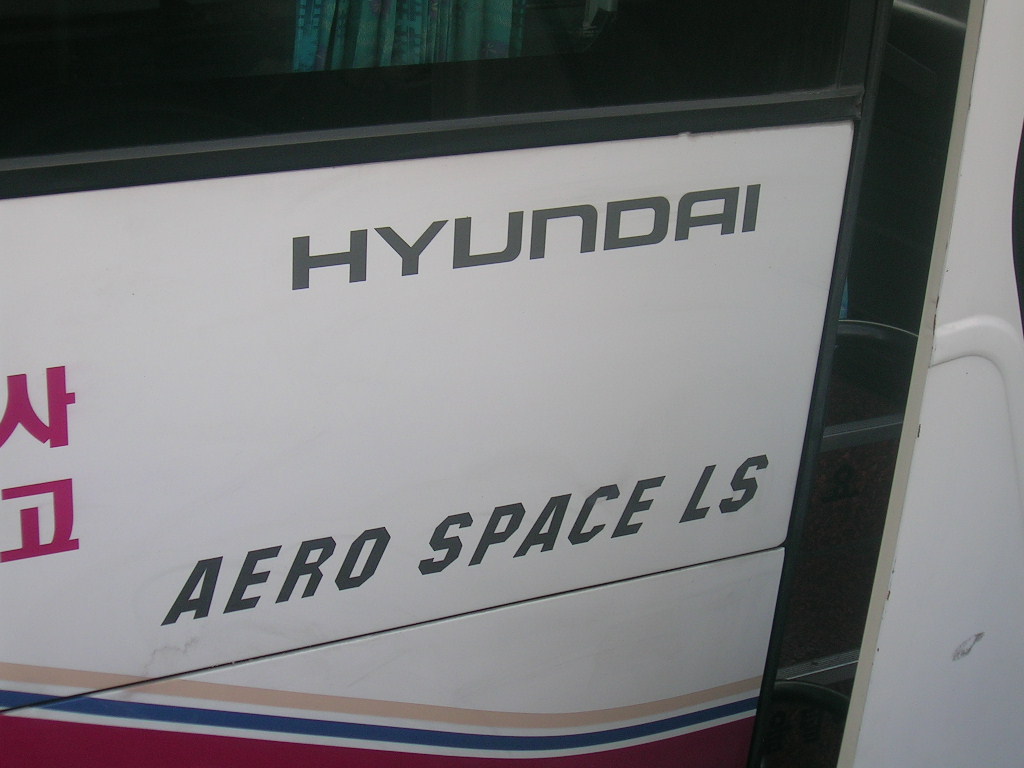 HYUNDAI
사
고
AERO SPACE LS